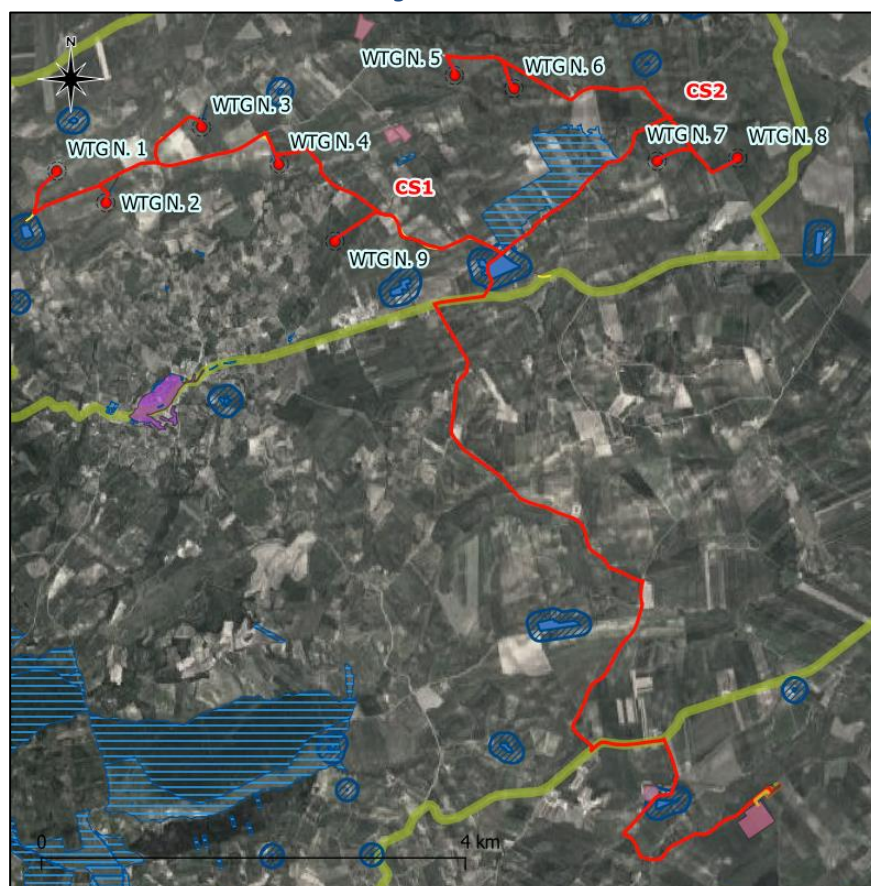 N
WTG N. 5
WTG N. 6
CS2
WTG N. 3
WTG N. 1
WTG N. 4
WTG N. 7
WTG N. 8
CS1
WTG N. 2
WTG N. 9
0
4 km